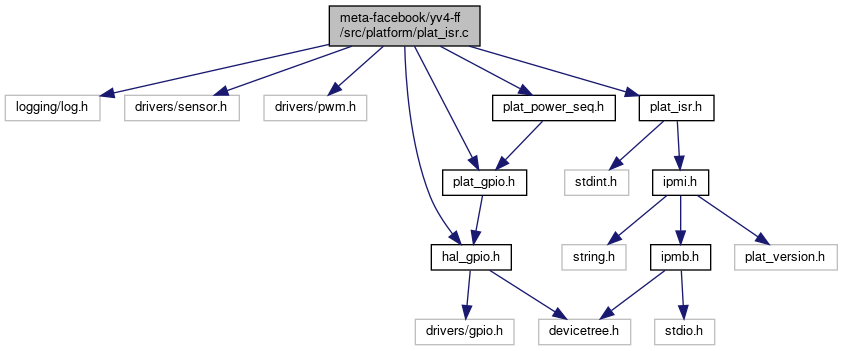 meta-facebook/yv4-ff
/src/platform/plat_isr.c
logging/log.h
drivers/sensor.h
drivers/pwm.h
plat_power_seq.h
plat_isr.h
plat_gpio.h
stdint.h
ipmi.h
hal_gpio.h
string.h
ipmb.h
plat_version.h
drivers/gpio.h
devicetree.h
stdio.h